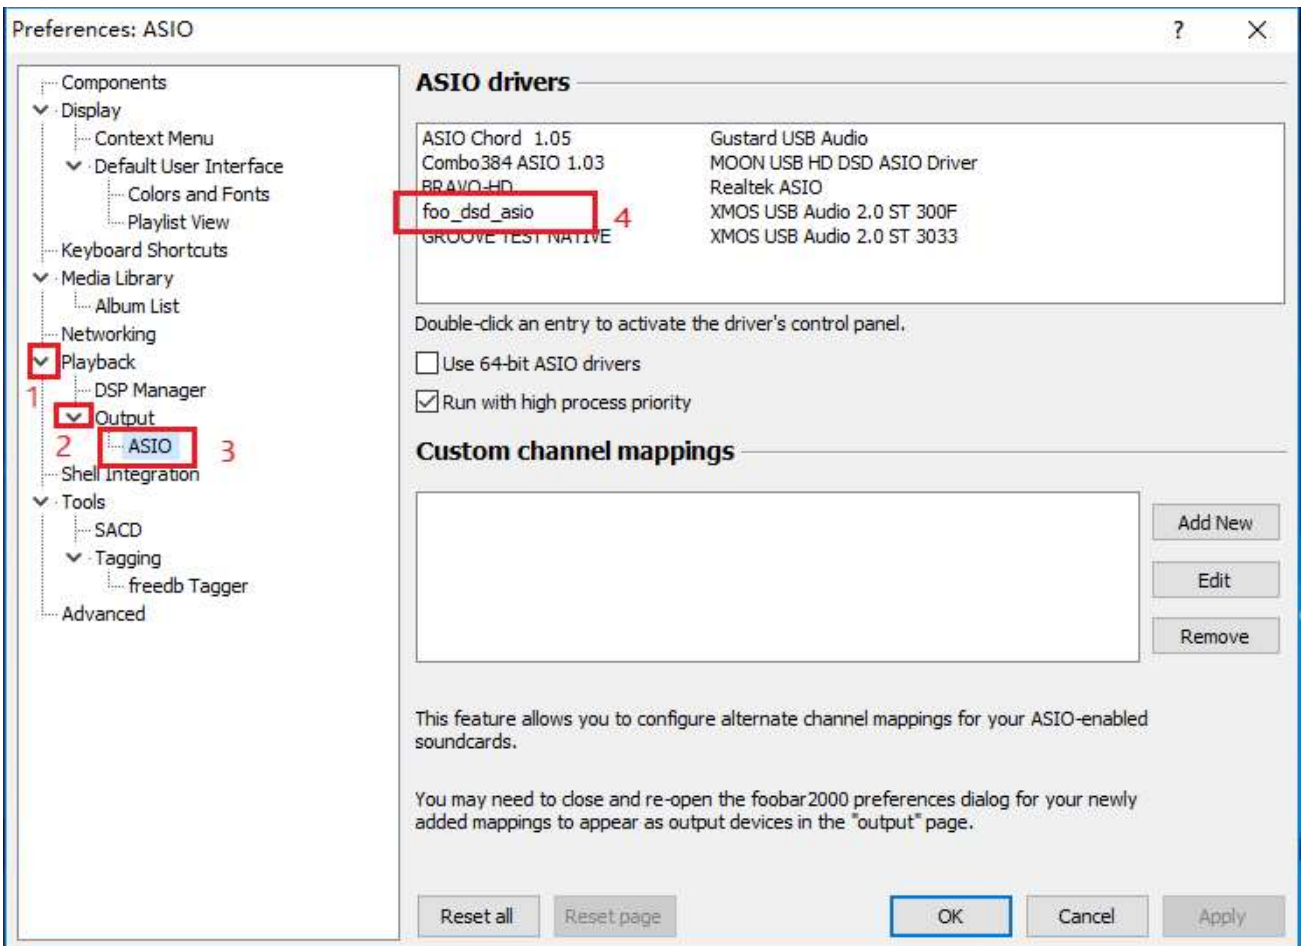 Preferences: ASIO
?
Components
Display
Context Menu
Default User Interface
Colors and Fonts
Playlist View
Keyboard Shortcuts
Media Library
Album List
Networking
Playback
1
DSP Manager
Output
2
ASIO
3
Shell Integration
Tools
SACD
Tagging
freedb Tagger
Advanced
ASIO drivers
ASIO Chord 1.05
Gustard USB Audio
Combo384 ASIO 1.03
MOON USB HD DSD ASIO Driver
BRAVO-HD
Realtek ASIO
foo_dsd_asio
4
XMOS USB Audio 2.0 ST 300F
GROOVE TEST NATIVE
XMOS USB Audio 2.0 ST 3033
Double-click an entry to activate the driver's control panel.
Use 64-bit ASIO drivers
Run with high process priority
Custom channel mappings
Add New
Edit
Remove
This feature allows you to configure alternate channel mappings for your ASIO-enabled
soundcards.
You may need to close and re-open the foobar2000 preferences dialog for your newly
added mappings to appear as output devices in the "output" page.
Reset all
Reset page
OK
Cancel
Apply